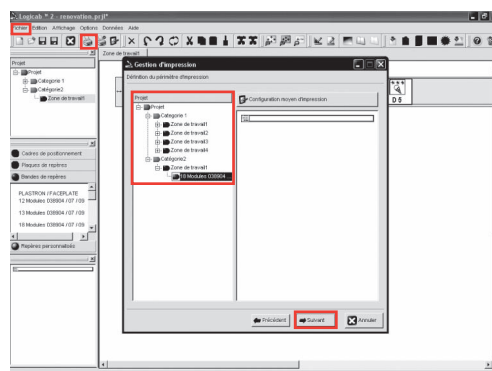 Logicab * 2 - renovation.prj1*
Fichier Edition Affichage Options Données Aide
Projet
Projet
Categorie 1
Catégorie2
Zone de travail1
Zone de travail1
Gestion d'impression
Définition du périmètre d'impression
Projet
Projet
Categorie 1
Zone de travail1
Zone de travail2
Zone de travail3
Zone de travail4
Catégorie2
Zone de travail1
18 Modules 038904 ...
Configuration moyen d'impression
D 5
Cadres de positionnement
Plaques de repères
Bandes de repères
PLASTRON / FACEPLATE
12 Modules 038904 / 07 / 09
13 Modules 038904 / 07 / 09
18 Modules 038904 / 07 / 09
Repères personnalisés
Précédent
Suivant
Annuler